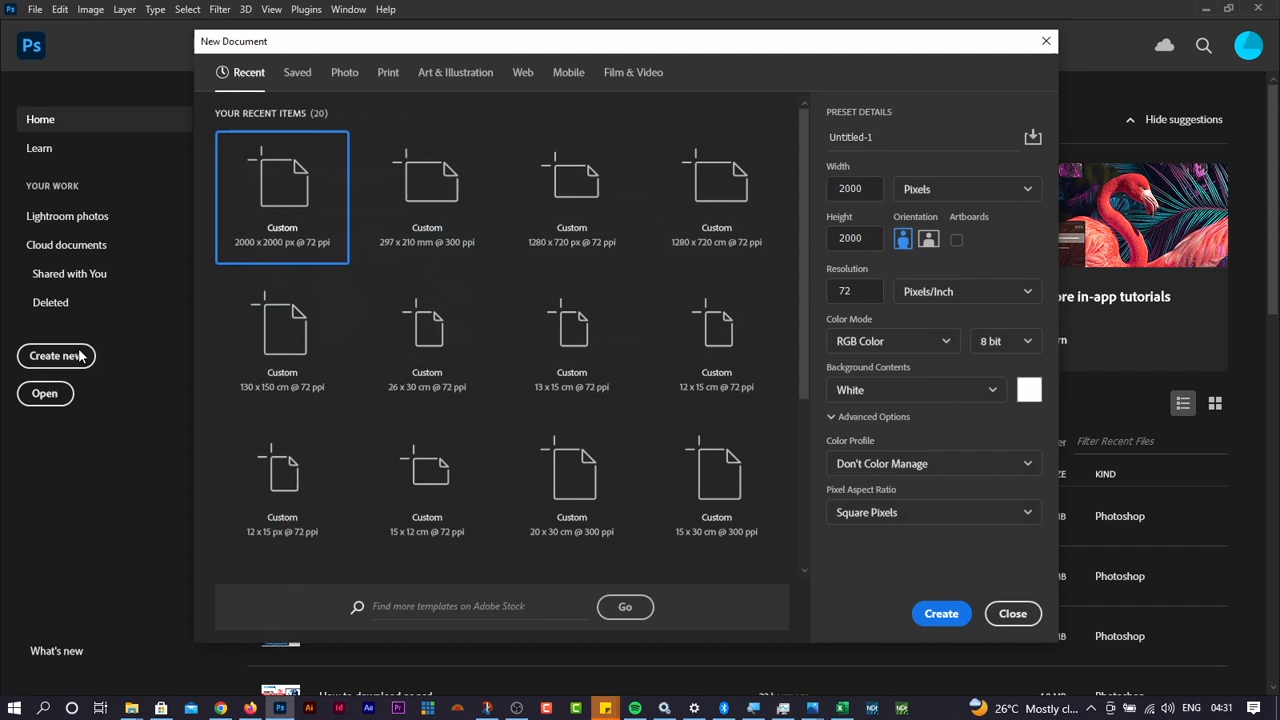 Ps File Edit Image Layer Type Select Filter 3D View Plugins Window Help
Ps
New Document
Recent Saved Photo Print Art & Illustration Web Mobile Film & Video
Home
Learn
YOUR WORK
Lightroom photos
Cloud documents
Shared with You
Deleted
Create new
Open
What's new
YOUR RECENT ITEMS (20)
Custom Custom Custom Custom
2000 x 2000 px @ 72 ppi 297 x 210 mm @ 300 ppi 1280 x 720 px @ 72 ppi 1280 x 720 cm @ 72 ppi
Custom Custom Custom Custom
130 x 150 cm @ 72 ppi 26 x 30 cm @ 72 ppi 13 x 15 cm @ 72 ppi 12 x 15 cm @ 72 ppi
Custom Custom Custom Custom
12 x 15 px @ 72 ppi 15 x 12 cm @ 72 ppi 20 x 30 cm @ 300 ppi 15 x 30 cm @ 300 ppi
Find more templates on Adobe Stock Go
PRESET DETAILS
Untitled-1
Width
2000 Pixels
Height Orientation Artboards
2000
Resolution
72 Pixels/Inch
Color Mode
RGB Color 8 bit
Background Contents
White
Advanced Options
Color Profile
Don't Color Manage
Pixel Aspect Ratio
Square Pixels
Create Close
Hide suggestions
in-app tutorials
Filter Recent Files
KIND
Photoshop
Photoshop
Photoshop
Ps Ai Id Ae Pr
26°C Mostly cl... ENG 04:31